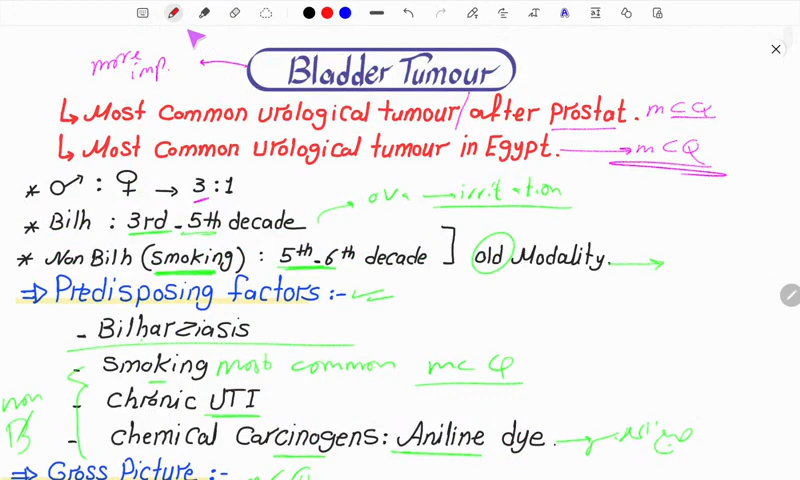 more imp.
Bladder Tumour
↳ Most Common urological tumour/after prostat. mCQ
↳ Most Common urological tumour in Egypt. → mCQ
* ♂ : ♀ → 3 : 1
* Bilh : 3rd - 5th decade ova → irritation
* Non Bilh (smoking) : 5th - 6th decade ] old Modality. →
⇒ Predisposing factors :-
- Bilharziasis
- Smoking most common mcQ
- chronic UTI
non B
- chemical Carcinogens: Aniline dye. →
⇒ Gross Picture :-